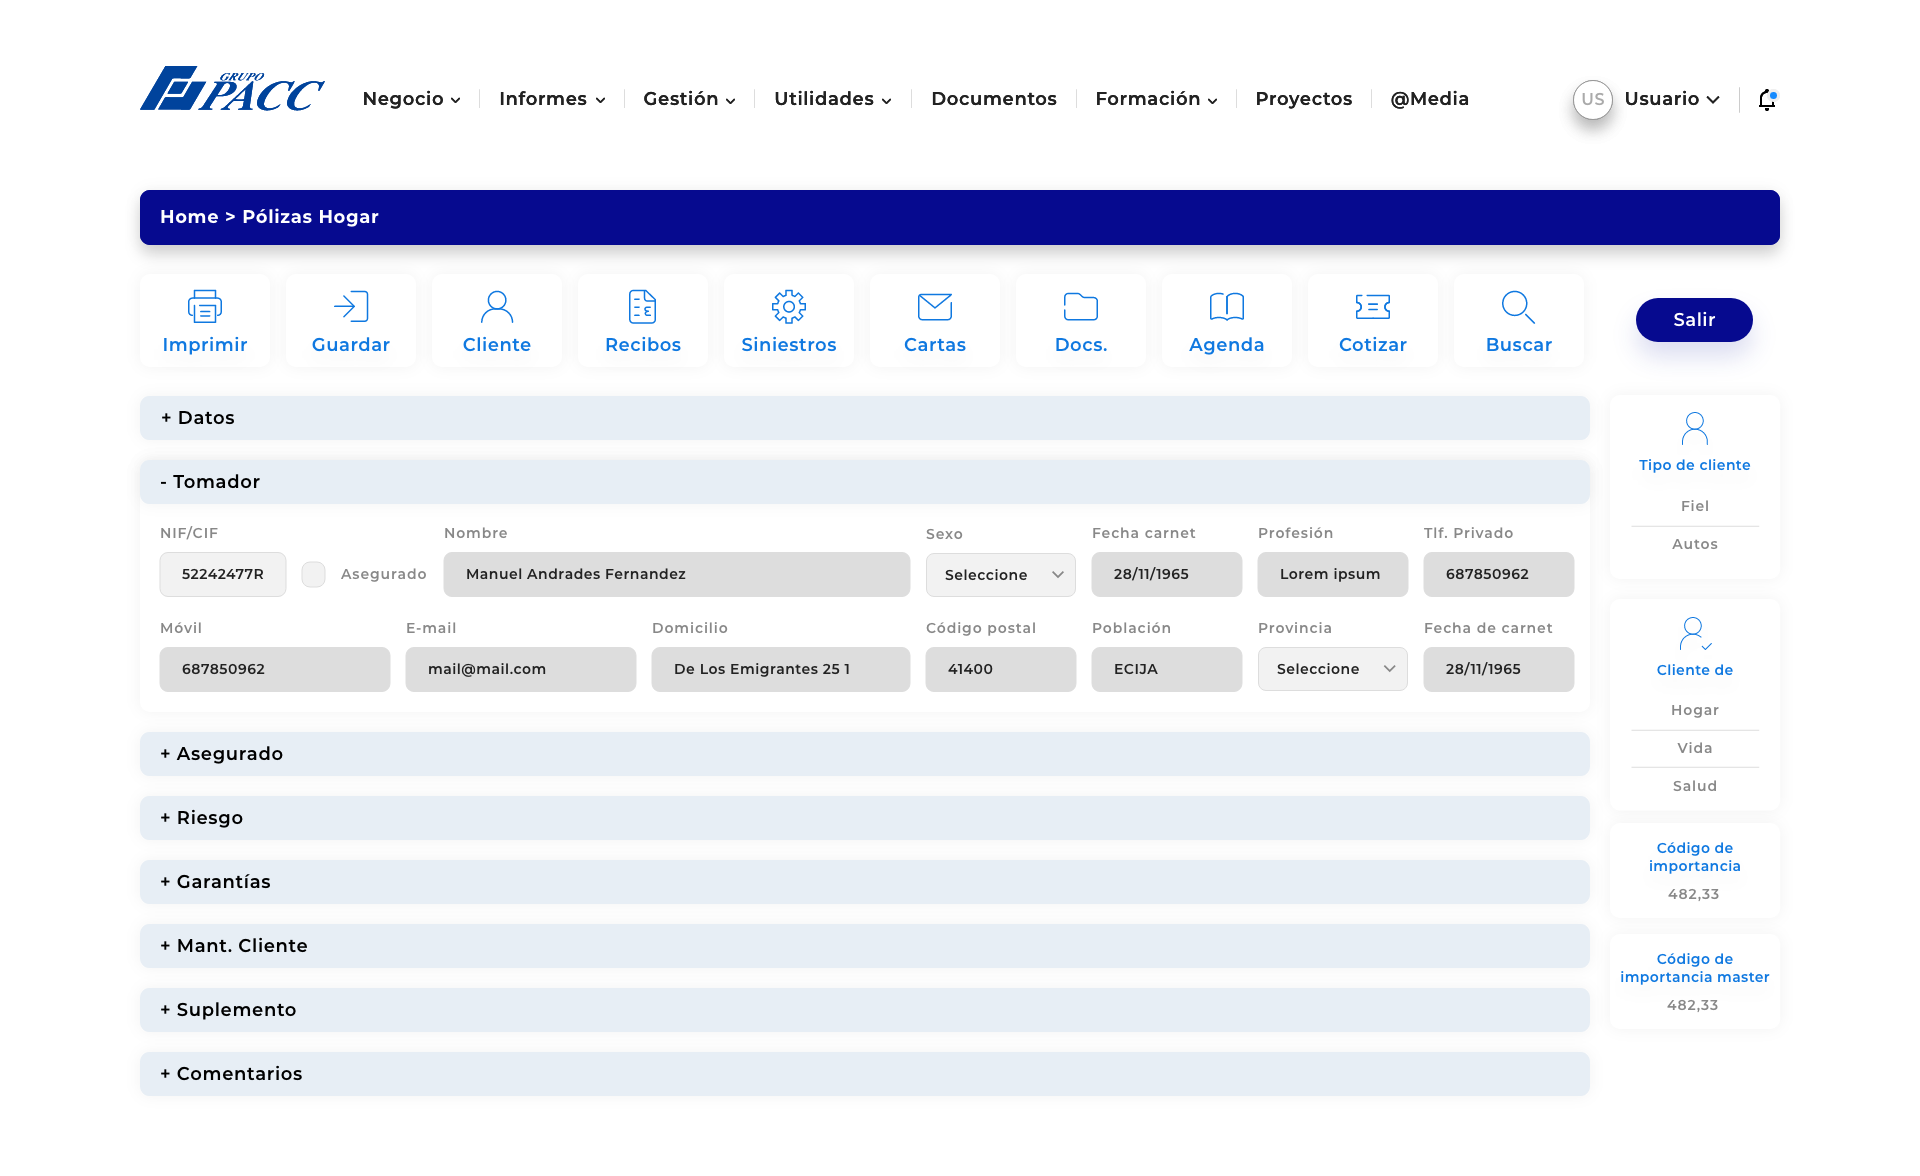 GRUPO
PACC
Negocio
Informes
Gestión
Utilidades
Documentos
Formación
Proyectos
@Media
US
Usuario
Home > Pólizas Hogar
Imprimir
Guardar
Cliente
Recibos
Siniestros
Cartas
Docs.
Agenda
Cotizar
Buscar
Salir
+ Datos
- Tomador
NIF/CIF
52242477R
Asegurado
Nombre
Manuel Andrades Fernandez
Sexo
Seleccione
Fecha carnet
28/11/1965
Profesión
Lorem ipsum
Tlf. Privado
687850962
Móvil
687850962
E-mail
mail@mail.com
Domicilio
De Los Emigrantes 25 1
Código postal
41400
Población
ECIJA
Provincia
Seleccione
Fecha de carnet
28/11/1965
+ Asegurado
+ Riesgo
+ Garantías
+ Mant. Cliente
+ Suplemento
+ Comentarios
Tipo de cliente
Fiel
Autos
Cliente de
Hogar
Vida
Salud
Código de
importancia
482,33
Código de
importancia master
482,33